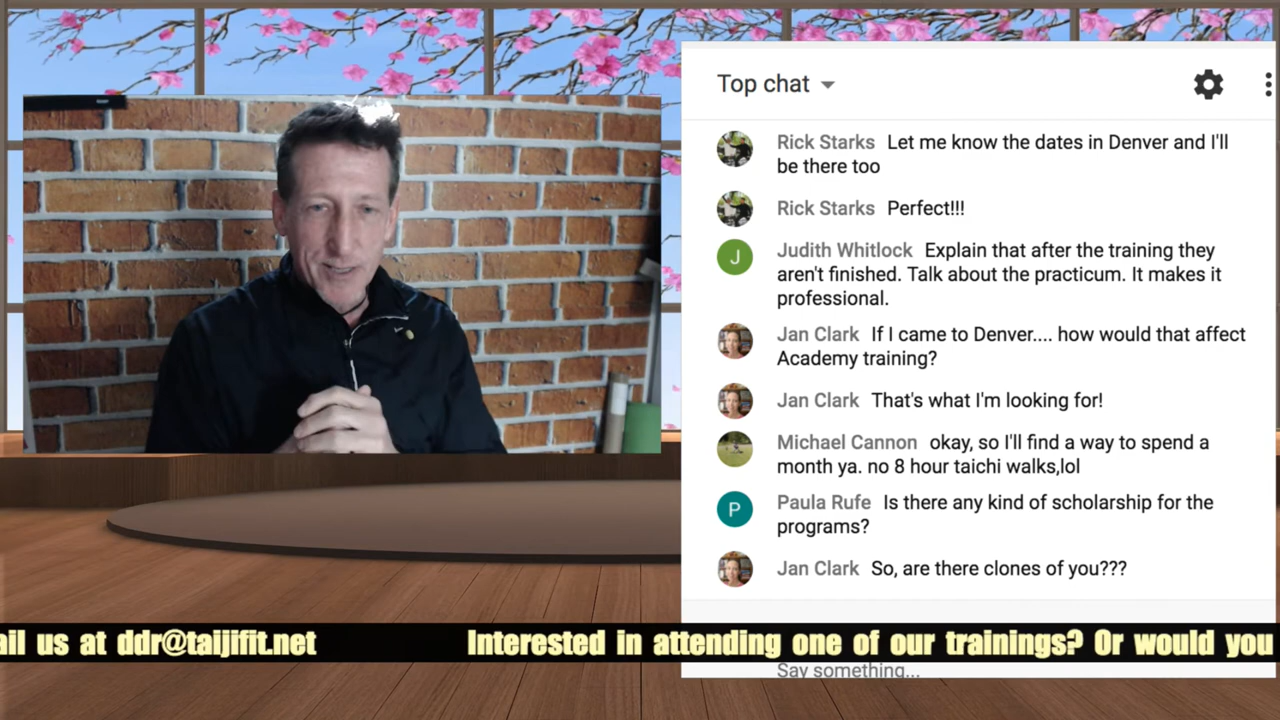 Top chat
Rick Starks Let me know the dates in Denver and I'll
be there too
Rick Starks Perfect!!!
J
Judith Whitlock Explain that after the training they
aren't finished. Talk about the practicum. It makes it
professional.
Jan Clark If I came to Denver.... how would that affect
Academy training?
Jan Clark That's what I'm looking for!
Michael Cannon okay, so I'll find a way to spend a
month ya. no 8 hour taichi walks,lol
P
Paula Rufe Is there any kind of scholarship for the
programs?
Jan Clark So, are there clones of you???
ail us at ddr@taijifit.net Interested in attending one of our trainings? Or would you
Say something...